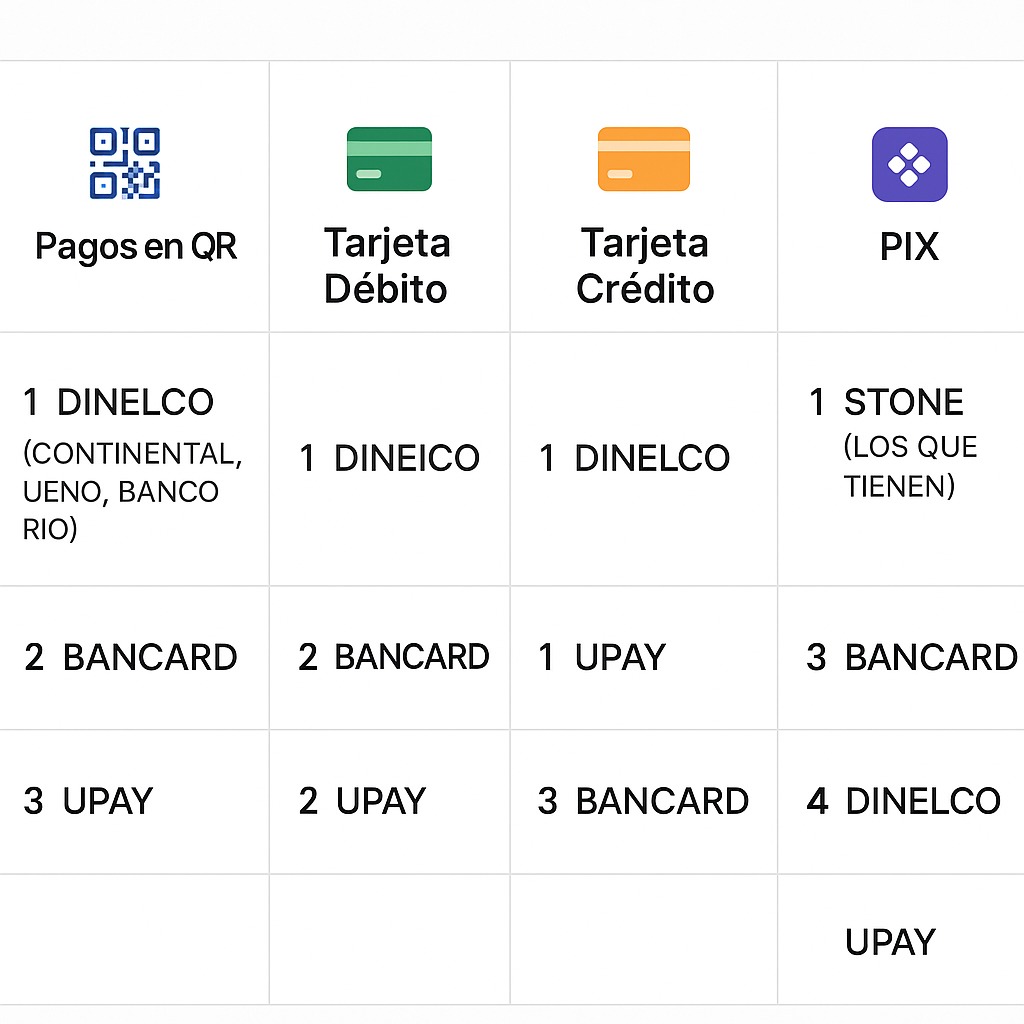 Pagos en QR
Tarjeta
Débito
Tarjeta
Crédito
PIX
1 DINELCO
(CONTINENTAL,
UENO, BANCO
RIO)
1 DINEICO
1 DINELCO
1 STONE
(LOS QUE
TIENEN)
2 BANCARD
2 BANCARD
1 UPAY
3 BANCARD
3 UPAY
2 UPAY
3 BANCARD
4 DINELCO
UPAY